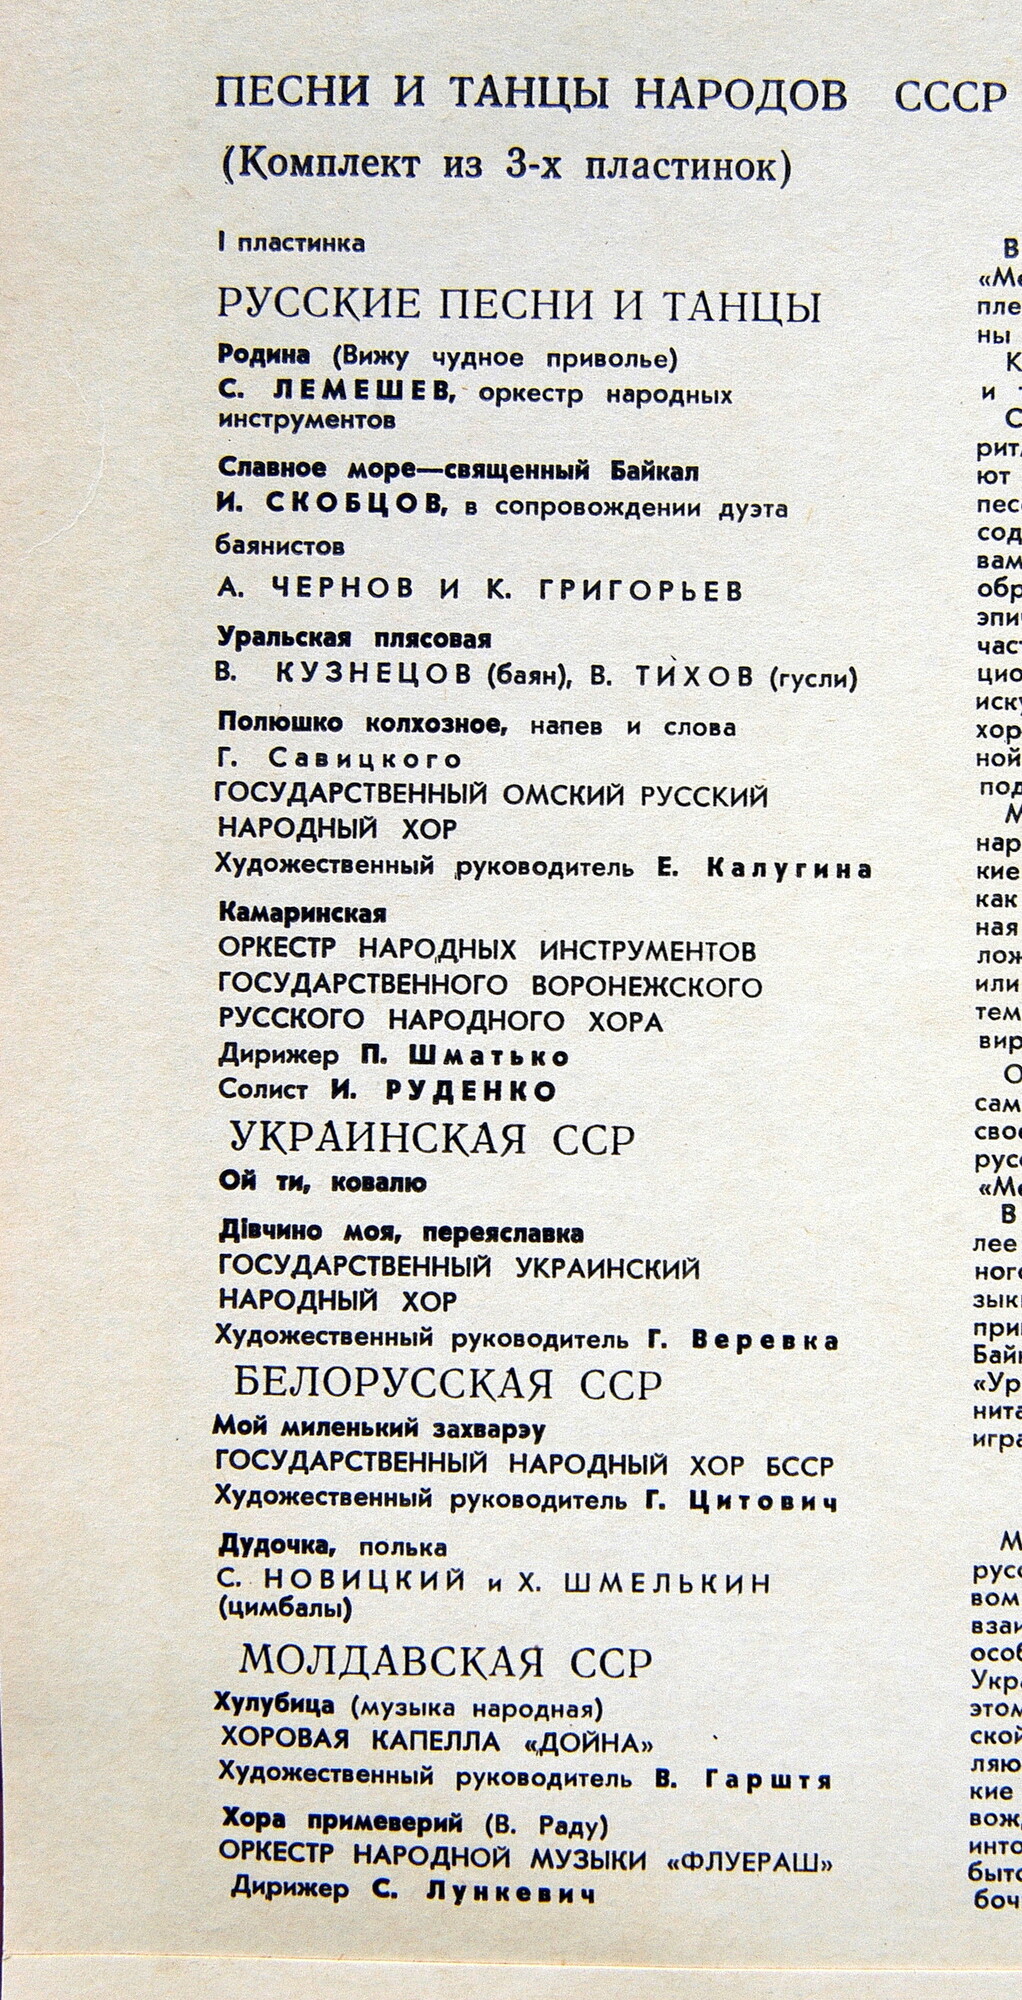 ПЕСНИ И ТАНЦЫ НАРОДОВ СССР
(Комплект из 3-х пластинок)
I пластинка
РУССКИЕ ПЕСНИ И ТАНЦЫ
Родина (Вижу чудное приволье)
С. ЛЕМЕШЕВ, оркестр народных
инструментов
Славное море—священный Байкал
И. СКОБЦОВ, в сопровождении дуэта
баянистов
А. ЧЕРНОВ И К. ГРИГОРЬЕВ
Уральская плясовая
В. КУЗНЕЦОВ (баян), В. ТИХОВ (гусли)
Полюшко колхозное, напев и слова
Г. Савицкого
ГОСУДАРСТВЕННЫЙ ОМСКИЙ РУССКИЙ
НАРОДНЫЙ ХОР
Художественный руководитель Е. Калугина
Камаринская
ОРКЕСТР НАРОДНЫХ ИНСТРУМЕНТОВ
ГОСУДАРСТВЕННОГО ВОРОНЕЖСКОГО
РУССКОГО НАРОДНОГО ХОРА
Дирижер П. Шматько
Солист И. РУДЕНКО
УКРАИНСКАЯ ССР
Ой ти, ковалю
Дівчино моя, переяславка
ГОСУДАРСТВЕННЫЙ УКРАИНСКИЙ
НАРОДНЫЙ ХОР
Художественный руководитель Г. Веревка
БЕЛОРУССКАЯ ССР
Мой миленький захварэу
ГОСУДАРСТВЕННЫЙ НАРОДНЫЙ ХОР БССР
Художественный руководитель Г. Цитович
Дудочка, полька
С. НОВИЦКИЙ и Х. ШМЕЛЬКИН
(цимбалы)
МОЛДАВСКАЯ ССР
Хулубица (музыка народная)
ХОРОВАЯ КАПЕЛЛА «ДОЙНА»
Художественный руководитель В. Гарштя
Хора примеверий (В. Раду)
ОРКЕСТР НАРОДНОЙ МУЗЫКИ «ФЛУЕРАШ»
Дирижер С. Лункевич